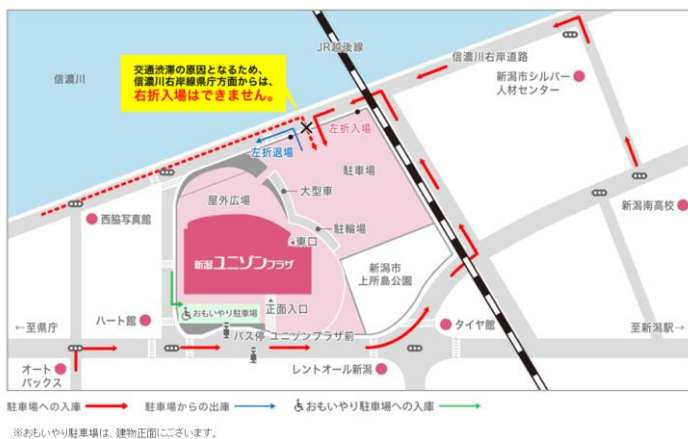 交通渋滞の原因となるため、
信濃川右岸線県庁方面からは、
右折入場はできません。
JR越後線
信濃川右岸道路
信濃川
新潟市シルバー
人材センター
左折退場
左折入場
駐車場
大型車
屋外広場
新潟南高校
西脇写真館
駐輪場
東口
新潟ユニゾンプラザ
新潟市
上所島公園
おもいやり駐車場
正面入口
←至県庁
ハート館
バス停 ユニゾンプラザ前
タイヤ館
至新潟駅→
オート
バックス
レントオール新潟
駐車場への入庫
駐車場からの出庫
おもいやり駐車場への入庫
※おもいやり駐車場は、建物正面にございます。